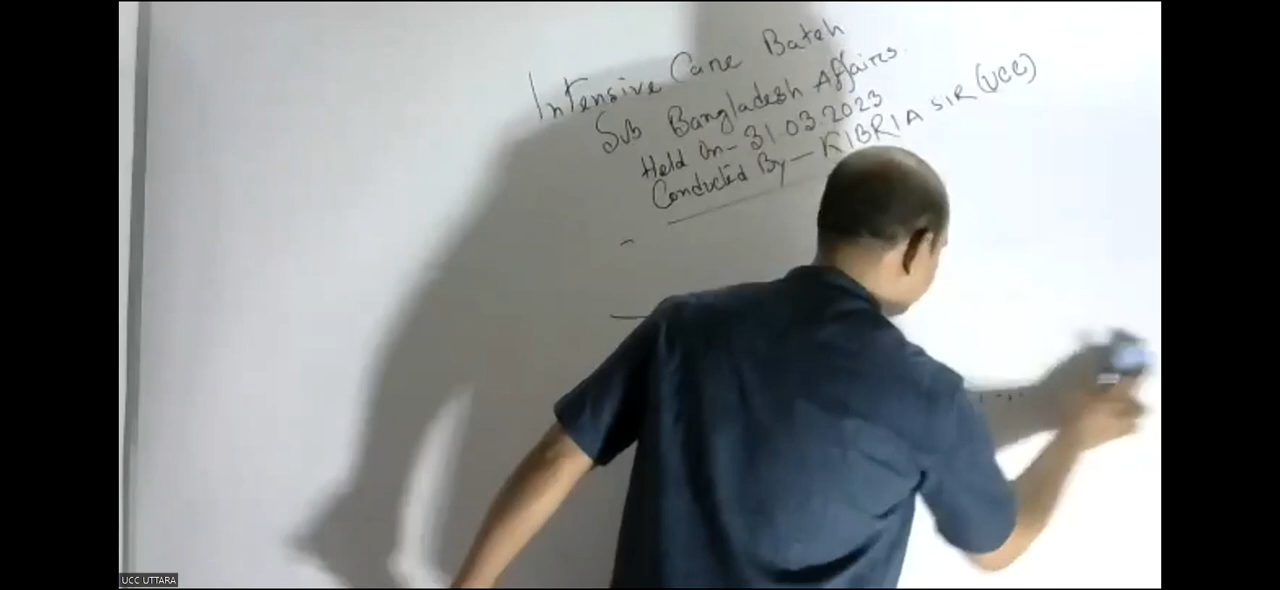 Intensive Care Batch
Sub Bangladesh Affairs.
Held On- 31.03.2023
Conducted By - KIBRIA SIR (UCC)
UCC UTTARA